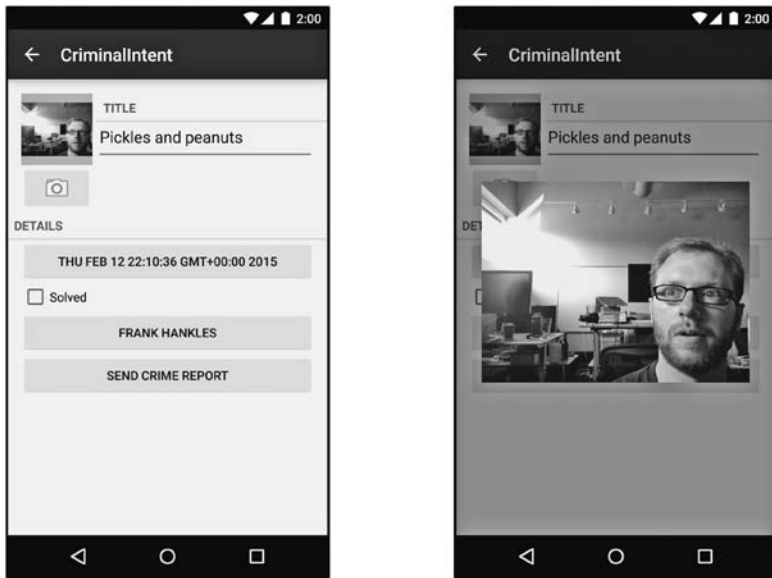 2:00
CriminalIntent
TITLE
Pickles and peanuts
DETAILS
THU FEB 12 22:10:36 GMT+00:00 2015
Solved
FRANK HANKLES
SEND CRIME REPORT
2:00
CriminalIntent
TITLE
Pickles and peanuts
DET